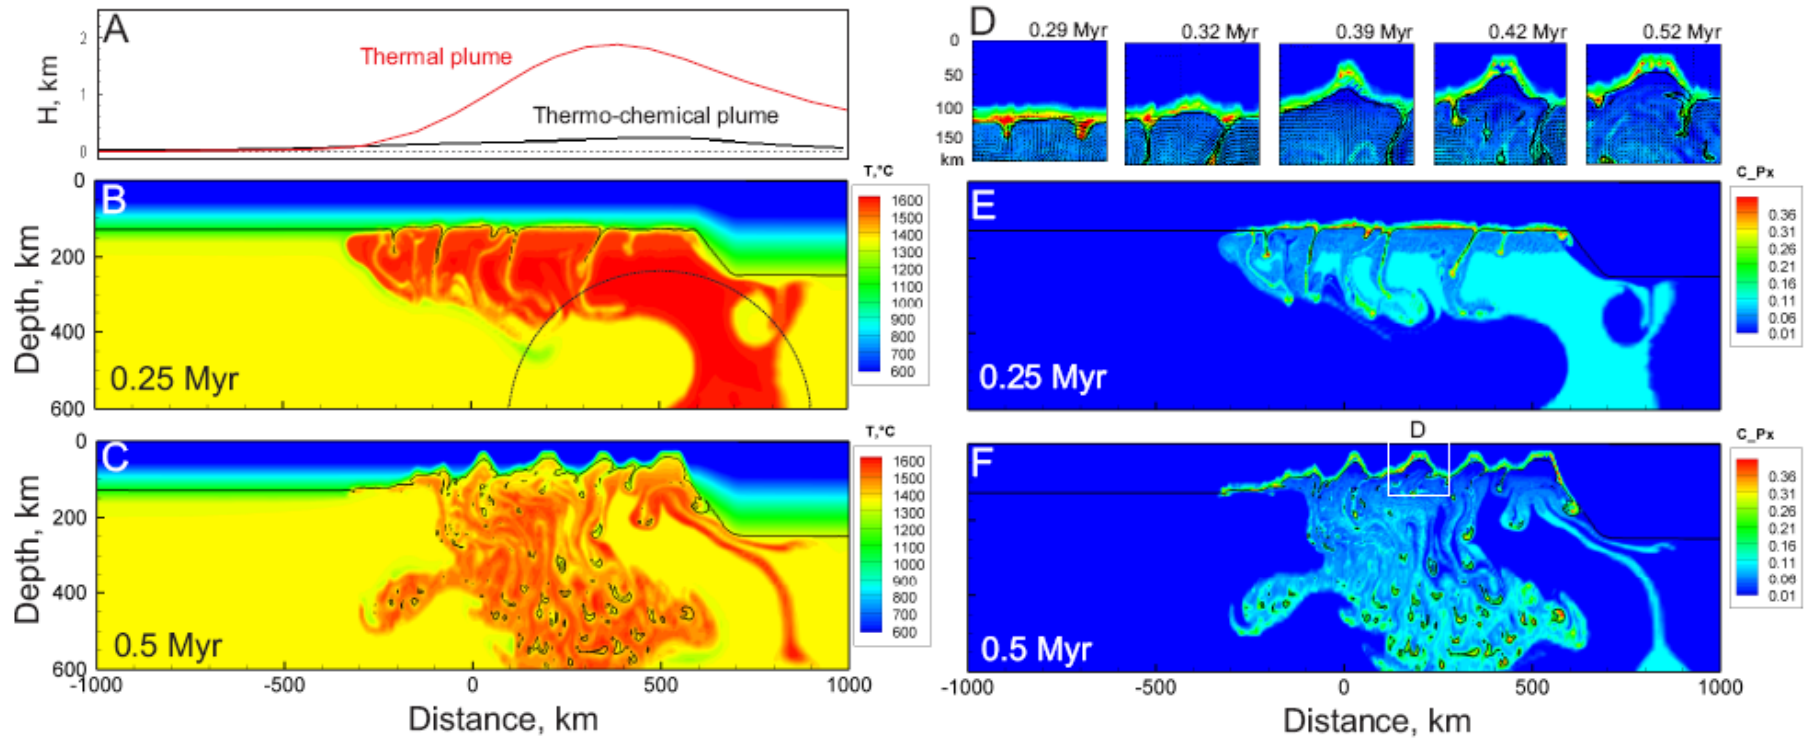 A
H, km
2
1
0
Thermal plume
Thermo-chemical plume
D
0.29 Myr
0.32 Myr
0.39 Myr
0.42 Myr
0.52 Myr
0
50
100
150
km
B
Depth, km
0
200
400
600
0.25 Myr
T,°C
1600
1500
1400
1300
1200
1100
1000
900
800
700
600
E
0.25 Myr
-500
0
500
1000
C_Px
0.36
0.31
0.26
0.21
0.16
0.11
0.06
0.01
C
Depth, km
0
200
400
600
0.5 Myr
-1000
-500
0
500
1000
Distance, km
T,°C
1600
1500
1400
1300
1200
1100
1000
900
800
700
600
D
F
0.5 Myr
-1000
-500
0
500
1000
Distance, km
C_Px
0.36
0.31
0.26
0.21
0.16
0.11
0.06
0.01